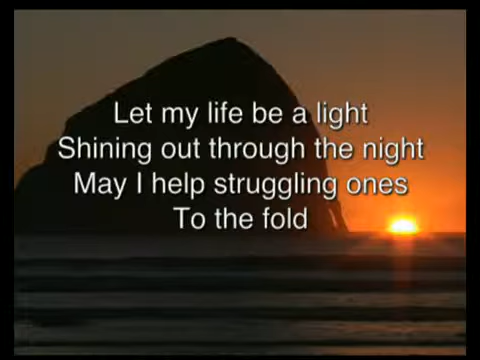 Let my life be a light
Shining out through the night
May I help struggling ones
To the fold